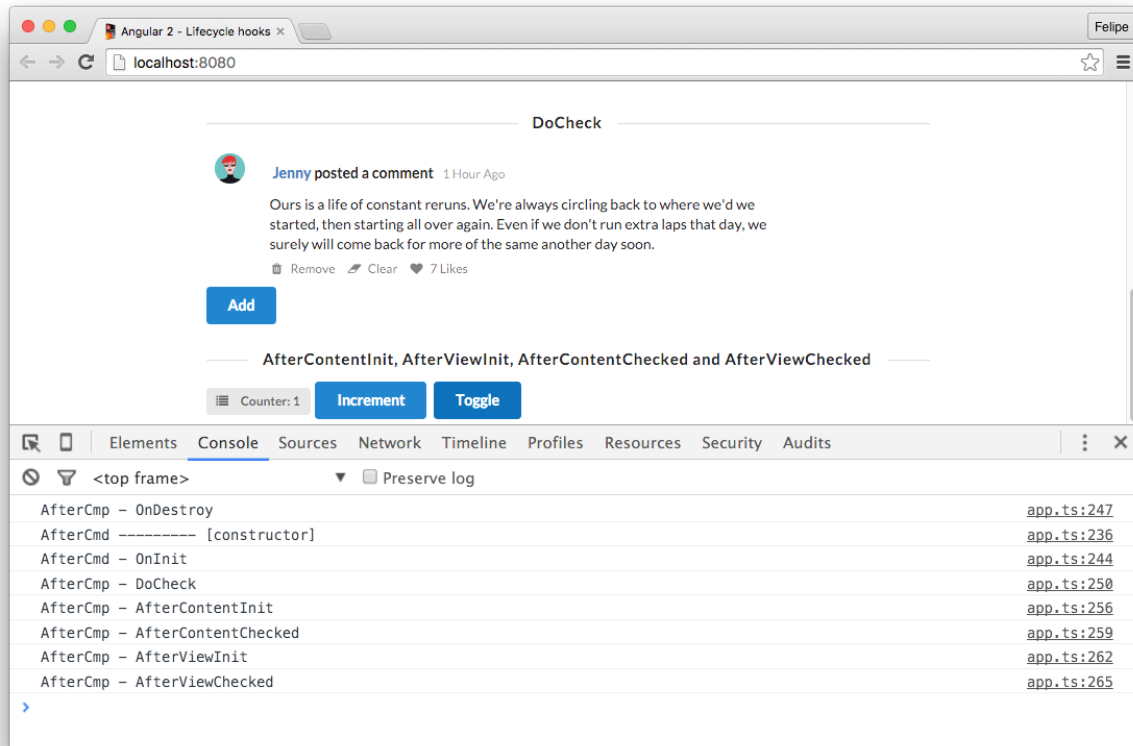 Angular 2 - Lifecycle hooks
Felipe
localhost:8080
DoCheck
Jenny posted a comment 1 Hour Ago
Ours is a life of constant reruns. We're always circling back to where we'd we
started, then starting all over again. Even if we don't run extra laps that day, we
surely will come back for more of the same another day soon.
Remove Clear 7 Likes
Add
AfterContentInit, AfterViewInit, AfterContentChecked and AfterViewChecked
Counter: 1 Increment Toggle
Elements Console Sources Network Timeline Profiles Resources Security Audits
<top frame> Preserve log
AfterCmp - OnDestroy app.ts:247
AfterCmd --------- [constructor] app.ts:236
AfterCmd - OnInit app.ts:244
AfterCmp - DoCheck app.ts:250
AfterCmp - AfterContentInit app.ts:256
AfterCmp - AfterContentChecked app.ts:259
AfterCmp - AfterViewInit app.ts:262
AfterCmp - AfterViewChecked app.ts:265